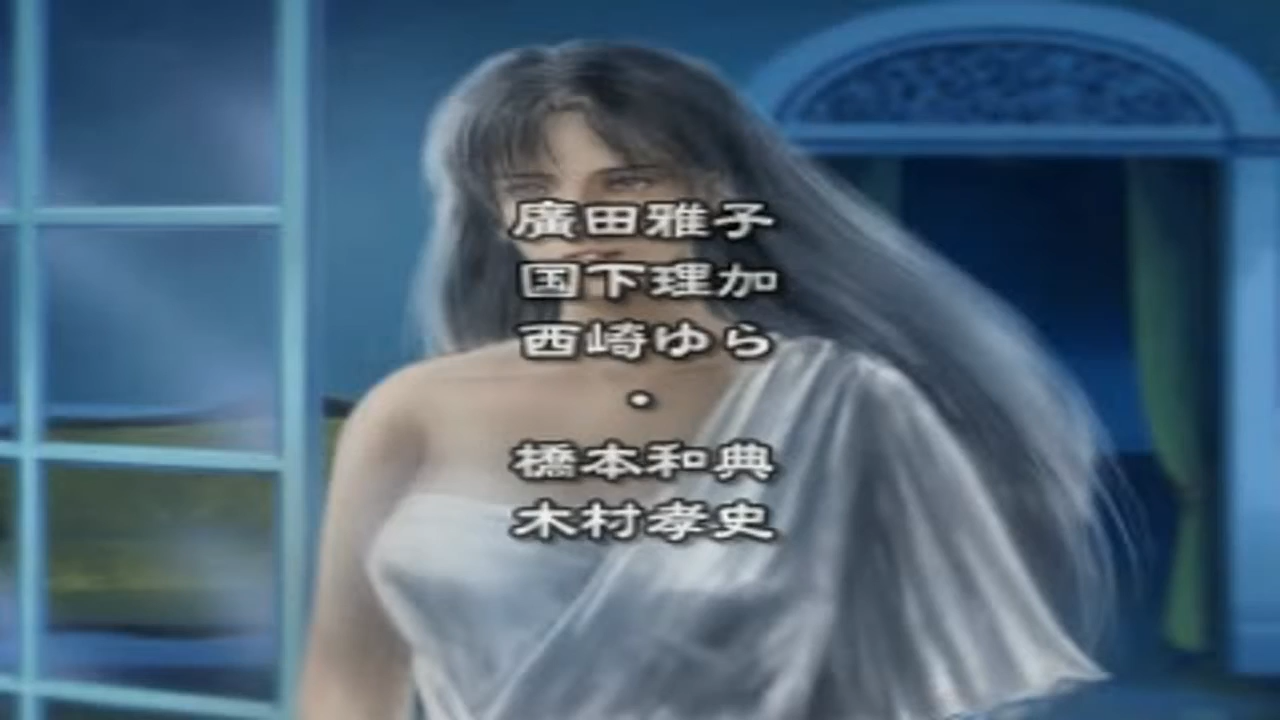 廣田雅子
国下理加
西崎ゆら
・
橋本和典
木村孝史